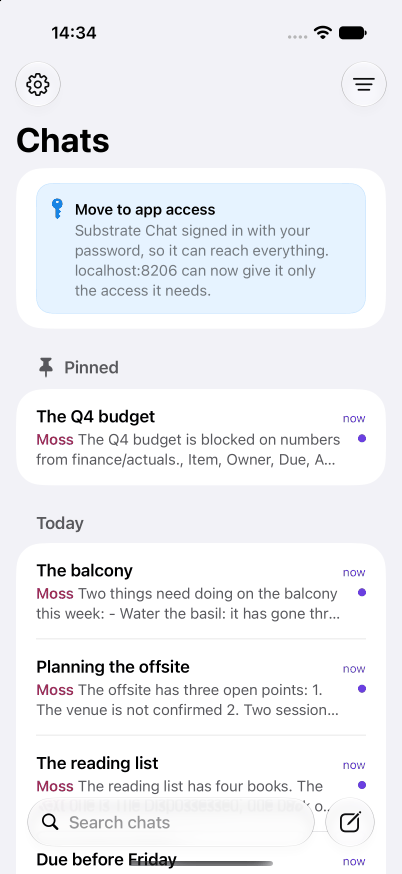 14:34
Chats
Move to app access
Substrate Chat signed in with your
password, so it can reach everything.
localhost:8206 can now give it only
the access it needs.
Pinned
The Q4 budget
now
Moss The Q4 budget is blocked on numbers
from finance/actuals., Item, Owner, Due, A...
Today
The balcony
now
Moss Two things need doing on the balcony
this week: - Water the basil: it has gone thr...
Planning the offsite
now
Moss The offsite has three open points: 1.
The venue is not confirmed 2. Two session...
The reading list
now
Moss The reading list has four books. The
Search chats
Due before Friday
now